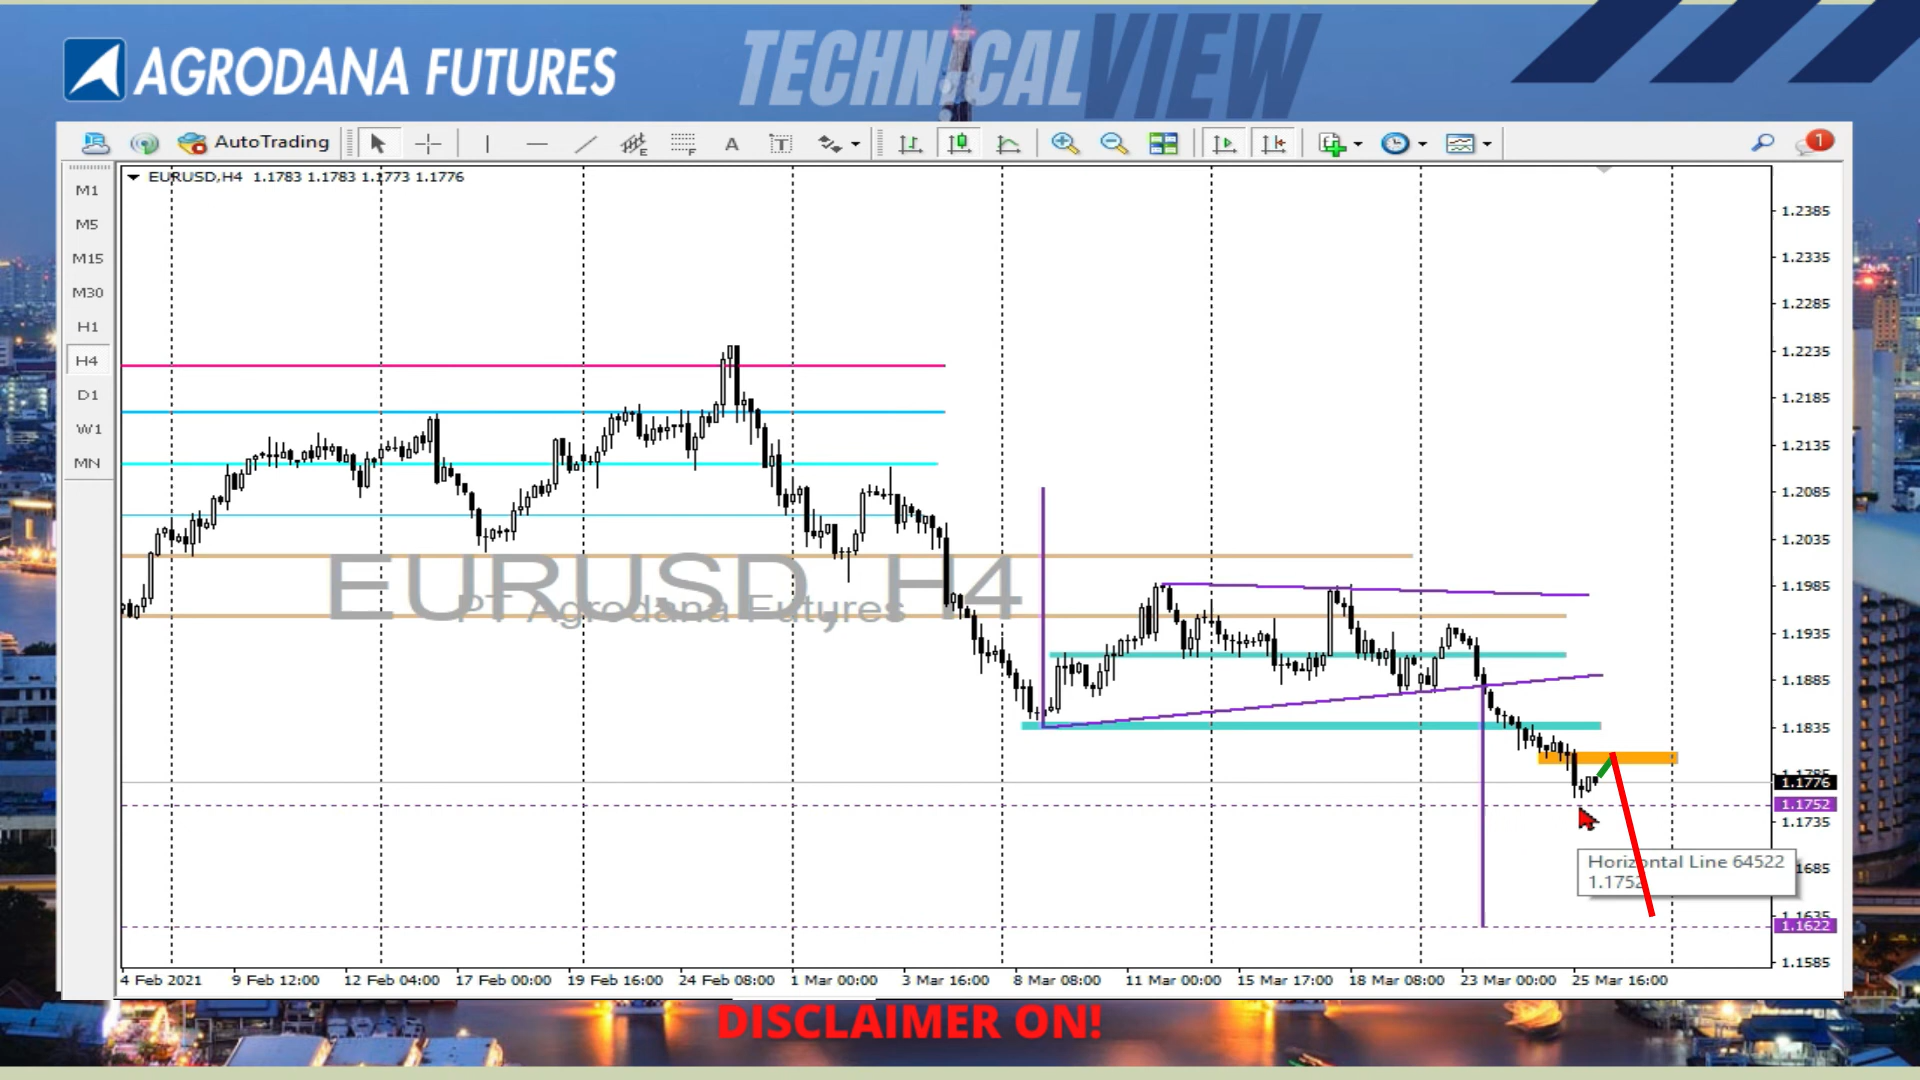 AGRODANA FUTURES
TECHNICAL VIEW
AutoTrading
E
F
A
T
1
M1
M5
M15
M30
H1
H4
D1
W1
MN
EURUSD,H4 1.1783 1.1783 1.1773 1.1776
EURUSD, H4
PT Agrodana Futures
1.2385
1.2335
1.2285
1.2235
1.2185
1.2135
1.2085
1.2035
1.1985
1.1935
1.1885
1.1835
1.1785
1.1776
1.1752
1.1735
Horizontal Line 64522
1.1752
1685
1.1635
1.1622
1.1585
4 Feb 2021
9 Feb 12:00
12 Feb 04:00
17 Feb 00:00
19 Feb 16:00
24 Feb 08:00
1 Mar 00:00
3 Mar 16:00
8 Mar 08:00
11 Mar 00:00
15 Mar 17:00
18 Mar 08:00
23 Mar 00:00
25 Mar 16:00
DISCLAIMER ON!